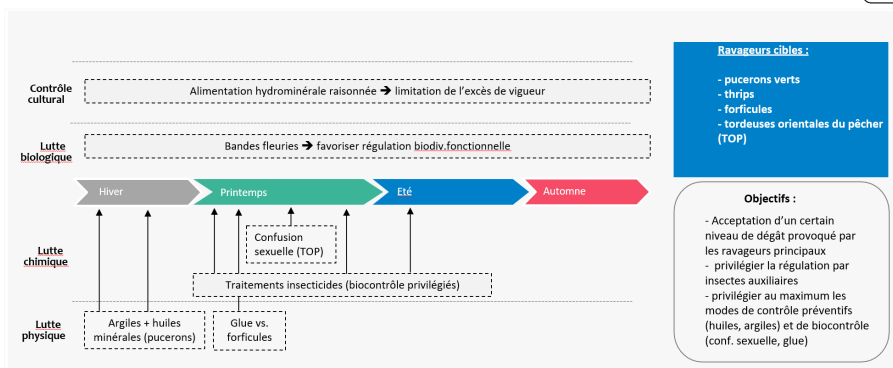 Contrôle
cultural
Alimentation hydrominérale raisonnée ➔ limitation de l'excès de vigueur
Lutte
biologique
Bandes fleuries ➔ favoriser régulation biodiv.fonctionnelle
Hiver
Printemps
Eté
Automne
Lutte
chimique
Confusion
sexuelle (TOP)
Traitements insecticides (biocontrôle privilégiés)
Lutte
physique
Argiles + huiles
minérales (pucerons)
Glue vs.
forficules
Ravageurs cibles :
- pucerons verts
- thrips
- forficules
- tordeuses orientales du pêcher
(TOP)
Objectifs :
- Acceptation d'un certain
niveau de dégât provoqué par
les ravageurs principaux
- privilégier la régulation par
insectes auxiliaires
- privilégier au maximum les
modes de contrôle préventifs
(huiles, argiles) et de biocontrôle
(conf. sexuelle, glue)